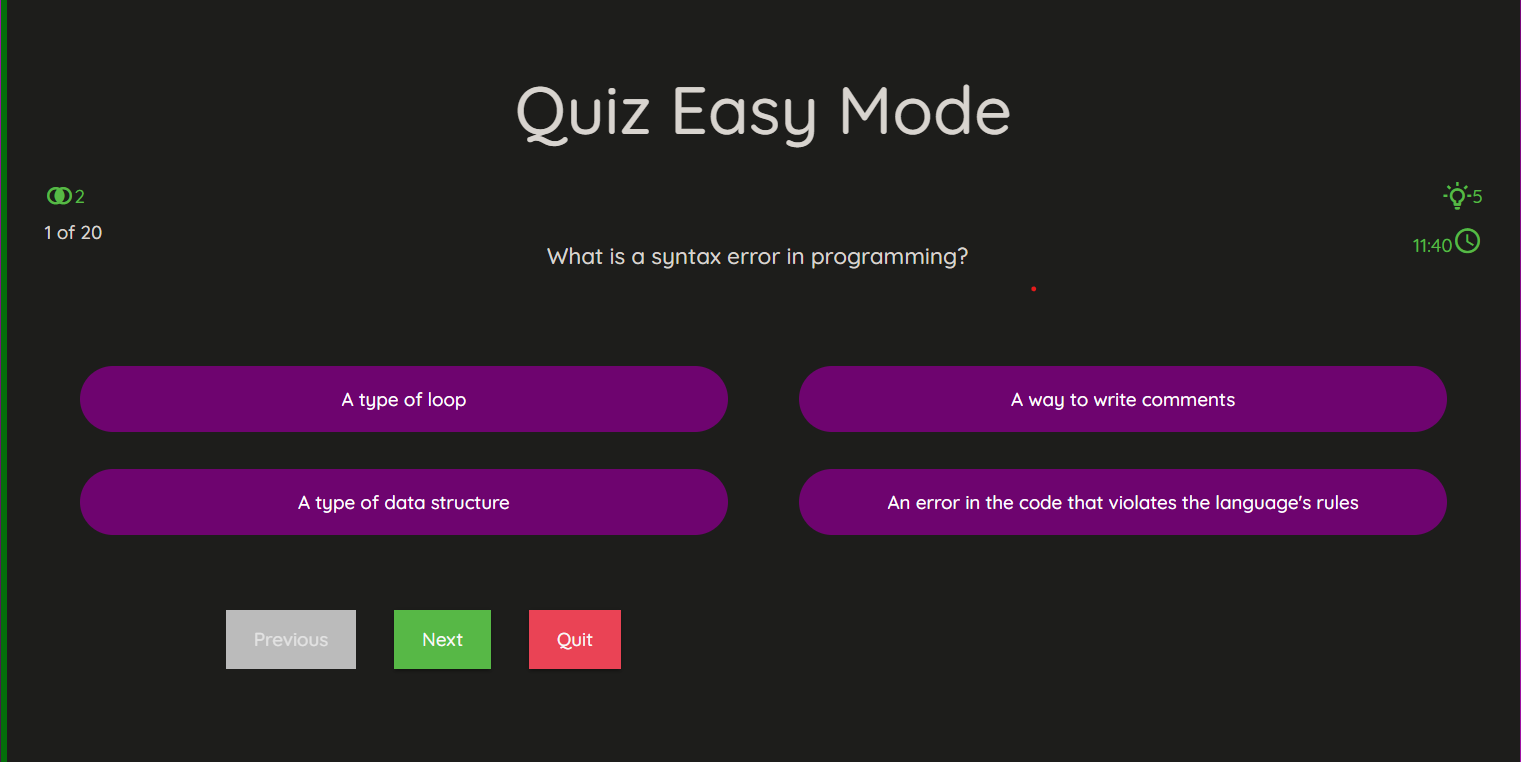 Quiz Easy Mode
2
5
1 of 20
11:40
What is a syntax error in programming?
A type of loop
A way to write comments
A type of data structure
An error in the code that violates the language's rules
Previous
Next
Quit